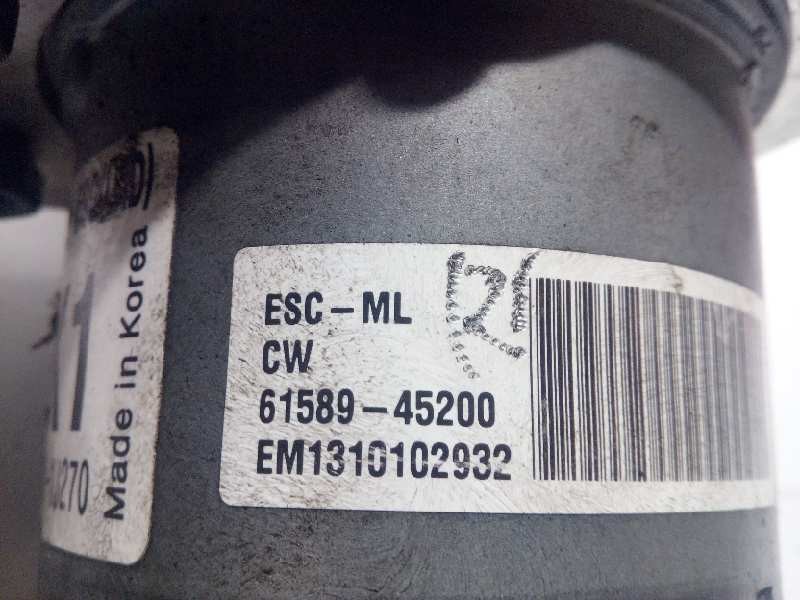 ESC-ML
CW
61589-45200
EM1310102932
Made in Korea